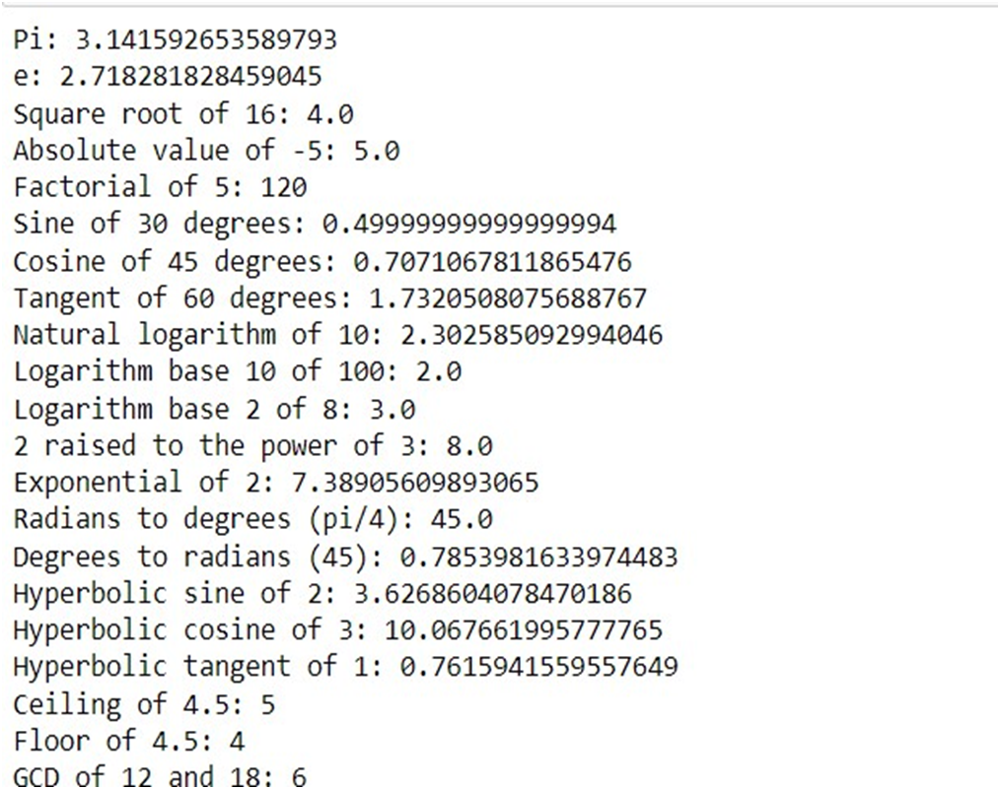 Pi: 3.141592653589793
e: 2.718281828459045
Square root of 16: 4.0
Absolute value of -5: 5.0
Factorial of 5: 120
Sine of 30 degrees: 0.49999999999999994
Cosine of 45 degrees: 0.7071067811865476
Tangent of 60 degrees: 1.7320508075688767
Natural logarithm of 10: 2.302585092994046
Logarithm base 10 of 100: 2.0
Logarithm base 2 of 8: 3.0
2 raised to the power of 3: 8.0
Exponential of 2: 7.38905609893065
Radians to degrees (pi/4): 45.0
Degrees to radians (45): 0.7853981633974483
Hyperbolic sine of 2: 3.6268604078470186
Hyperbolic cosine of 3: 10.067661995777765
Hyperbolic tangent of 1: 0.7615941559557649
Ceiling of 4.5: 5
Floor of 4.5: 4
GCD of 12 and 18: 6